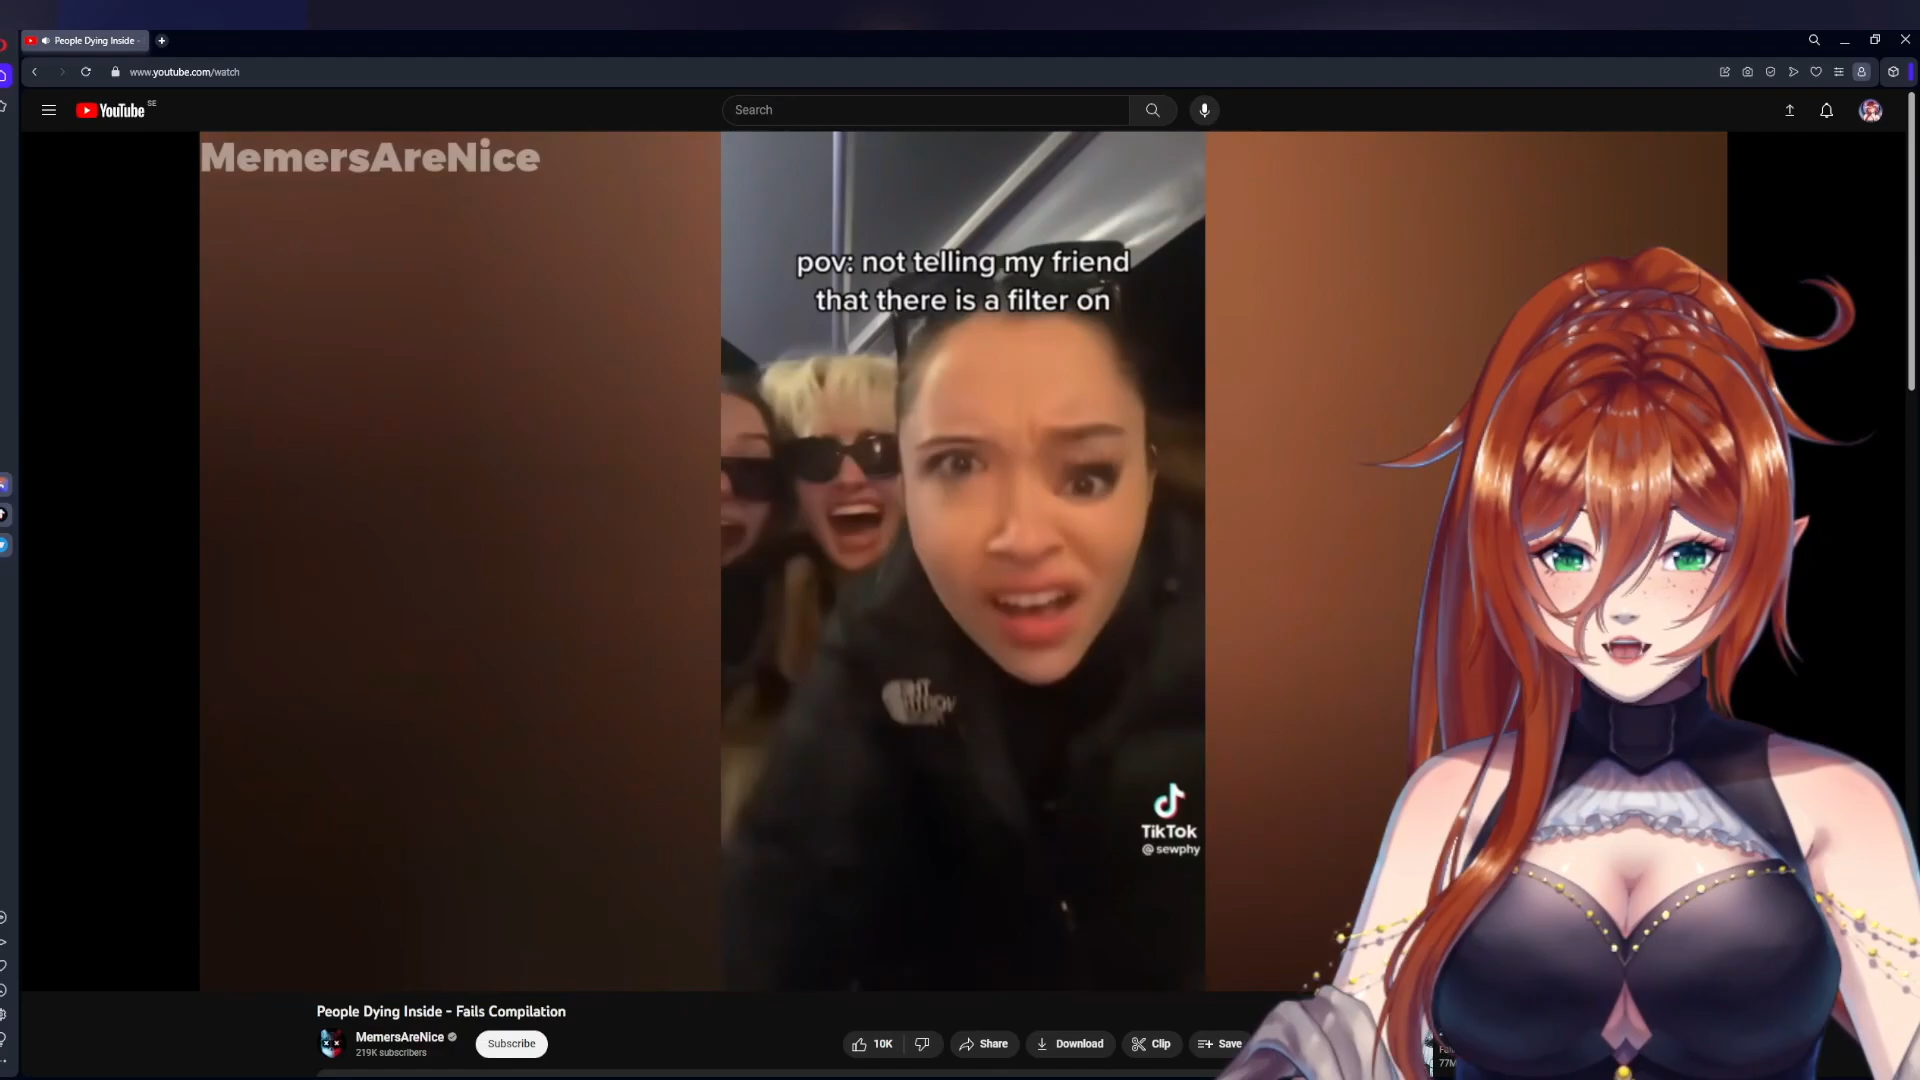 People Dying Inside -
www.youtube.com/watch
YouTube SE
Search
MemersAreNice
pov: not telling my friend
that there is a filter on
TikTok
@sewphy
People Dying Inside - Fails Compilation
MemersAreNice
219K subscribers
Subscribe
10K
Share
Download
Clip
Save
77M